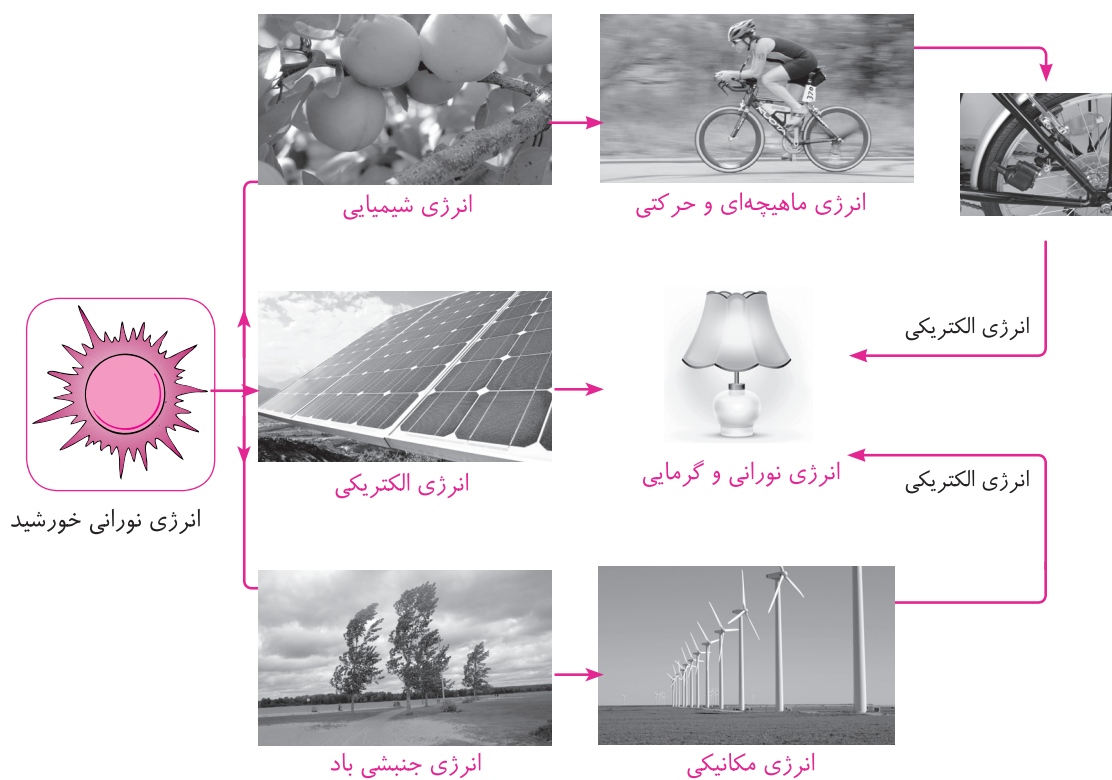 انرژی شیمیایی
انرژی ماهیچه‌ای و حرکتی
انرژی الکتریکی
انرژی نورانی خورشید
انرژی الکتریکی
انرژی نورانی و گرمایی
انرژی الکتریکی
انرژی جنبشی باد
انرژی مکانیکی